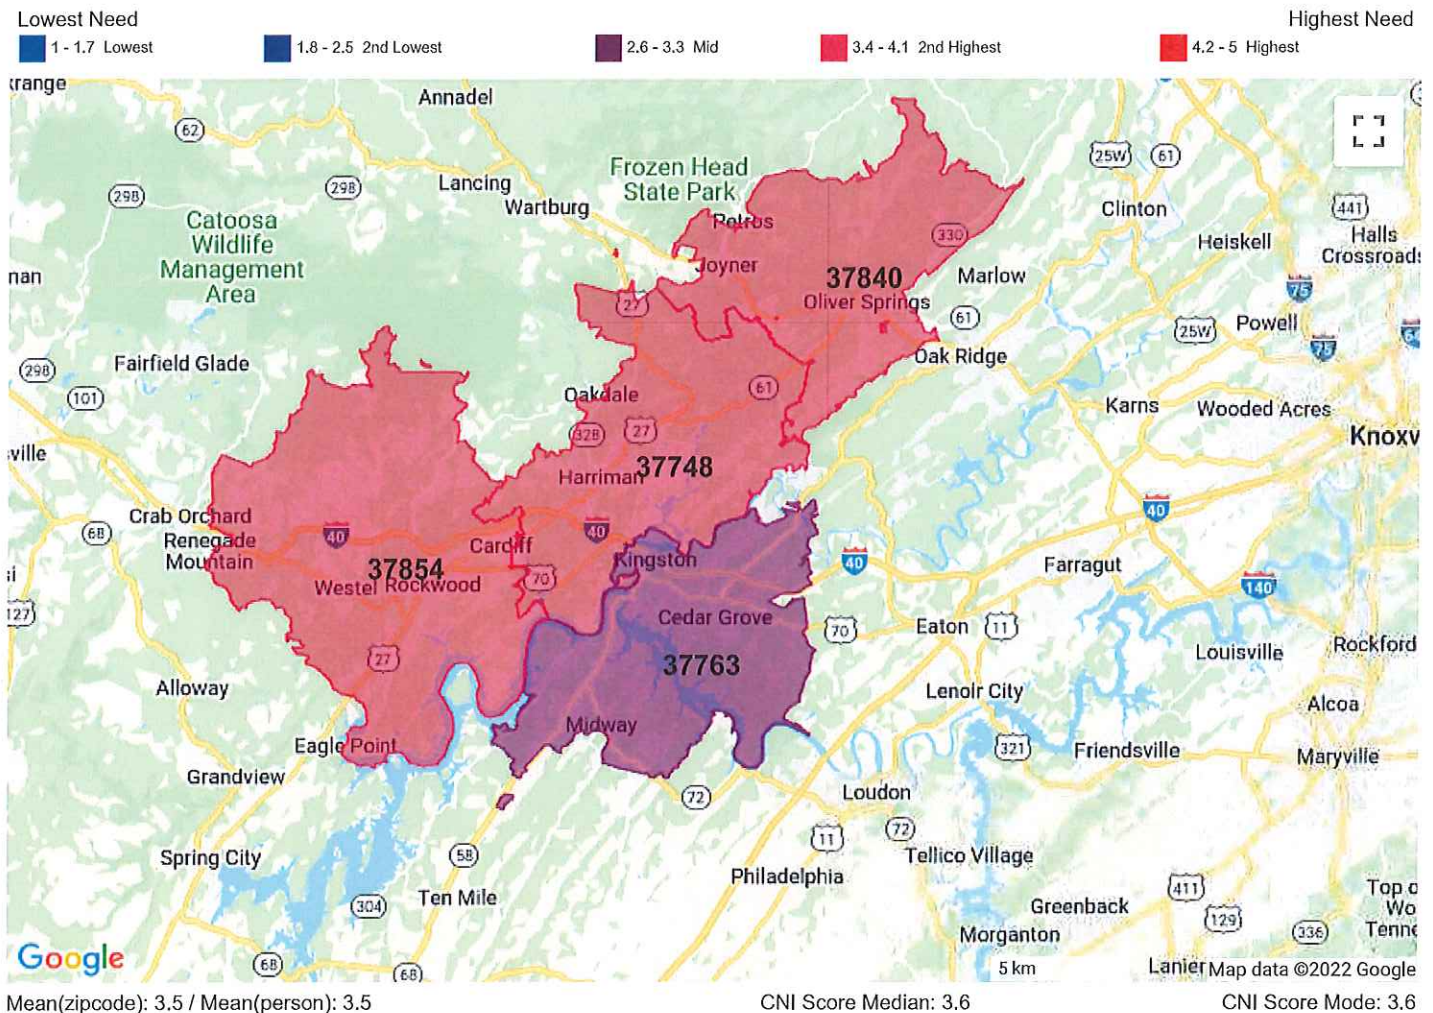 Lowest Need
Highest Need
1 - 1.7 Lowest
1.8 - 2.5 2nd Lowest
2.6 - 3.3 Mid
3.4 - 4.1 2nd Highest
4.2 - 5 Highest
Annadel
62
25W
61
298
298
Lancing
Frozen Head
State Park
Wartburg
Catoosa
Wildlife
Management
Area
Petros
330
Clinton
441
Heiskell
Halls
Joyner
37840
Marlow
Oliver Springs
27
61
75
25W
Powell
75
298
Fairfield Glade
Oak Ridge
101
Oakdale
61
Karns
Wooded Acres
328
27
37748
Harriman
Crab Orchard
Renegade
Mountain
68
40
Cardiff
40
40
37854
Westel
Rockwood
70
Kingston
40
Farragut
140
127
Cedar Grove
70
Eaton
11
27
37763
Louisville
Rockford
Alloway
Lenoir City
Alcoa
Midway
Eagle Point
321
Friendsville
Maryville
Grandview
72
Loudon
11
72
Spring City
58
Tellico Village
Philadelphia
304
Ten Mile
411
Greenback
129
336
Morganton
Google
68
68
5 km
Lanier
Map data ©2022 Google
Mean(zipcode): 3.5 / Mean(person): 3.5
CNI Score Median: 3.6
CNI Score Mode: 3.6